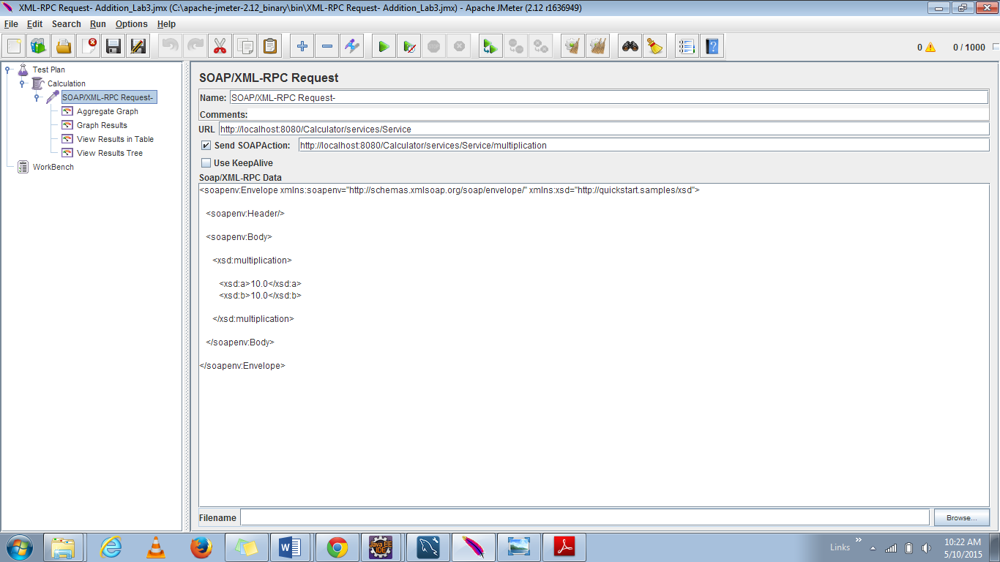 XML-RPC Request- Addition_Lab3.jmx (C:\apache-jmeter-2.12_binary\bin\XML-RPC Request- Addition_Lab3.jmx) - Apache JMeter (2.12 r1636949)
File Edit Search Run Options Help
0 0 / 1000
Test Plan
Calculation
SOAP/XML-RPC Request-
Aggregate Graph
Graph Results
View Results in Table
View Results Tree
WorkBench
SOAP/XML-RPC Request
Name: SOAP/XML-RPC Request-
Comments:
URL http://localhost:8080/Calculator/services/Service
Send SOAPAction: http://localhost:8080/Calculator/services/Service/multiplication
Use KeepAlive
Soap/XML-RPC Data
<soapenv:Envelope xmlns:soapenv="http://schemas.xmlsoap.org/soap/envelope/" xmlns:xsd="http://quickstart.samples/xsd">
<soapenv:Header/>
<soapenv:Body>
<xsd:multiplication>
<xsd:a>10.0</xsd:a>
<xsd:b>10.0</xsd:b>
</xsd:multiplication>
</soapenv:Body>
</soapenv:Envelope>
Filename Browse...
Java EE
IDE
Links
10:22 AM
5/10/2015